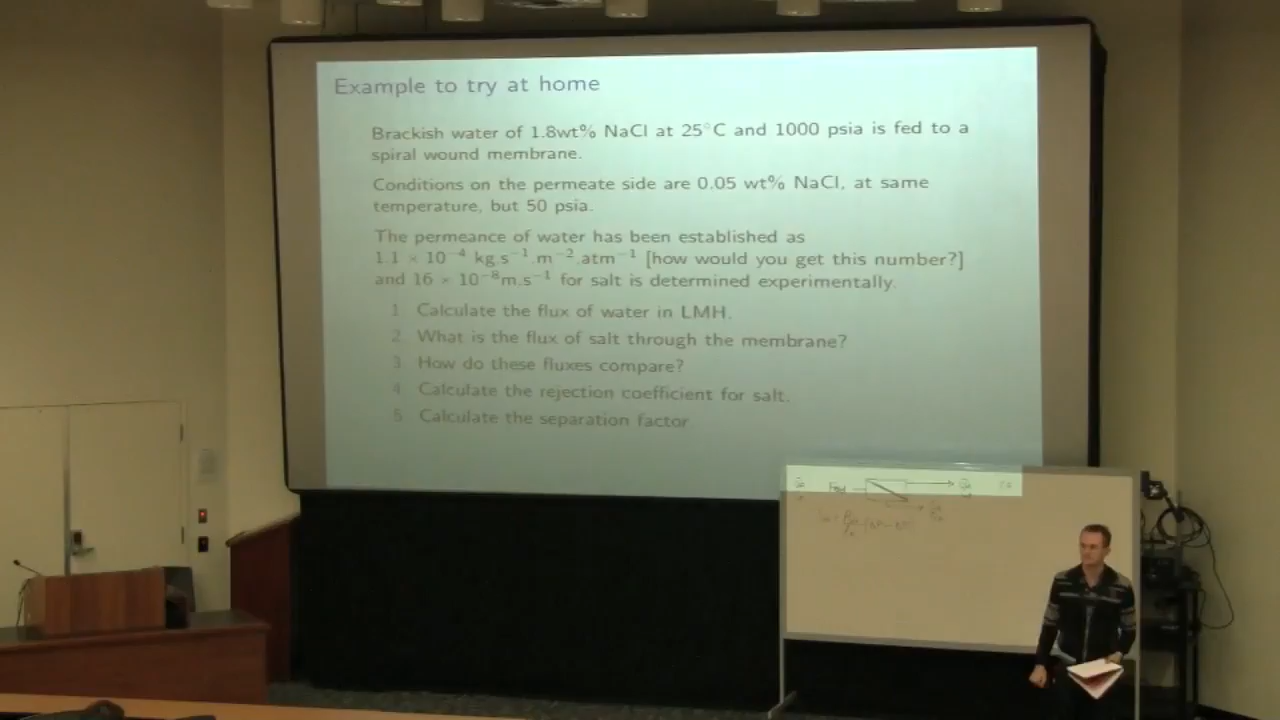 Example to try at home
Brackish water of 1.8wt% NaCl at 25°C and 1000 psia is fed to a
spiral wound membrane.
Conditions on the permeate side are 0.05 wt% NaCl, at same
temperature, but 50 psia.
The permeance of water has been established as
1.1 × 10⁻⁴ kg.s⁻¹.m⁻².atm⁻¹ [how would you get this number?]
and 16 × 10⁻⁸m.s⁻¹ for salt is determined experimentally.
1 Calculate the flux of water in LMH.
2 What is the flux of salt through the membrane?
3 How do these fluxes compare?
4 Calculate the rejection coefficient for salt.
5 Calculate the separation factor
Feed